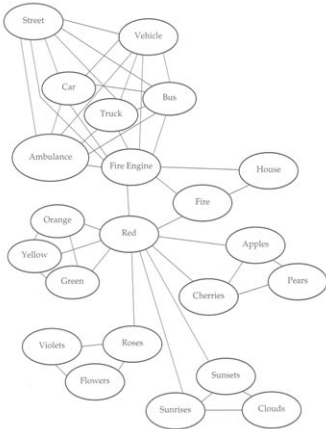 Street
Vehicle
Car
Bus
Truck
Ambulance
Fire Engine
House
Fire
Orange
Red
Apples
Yellow
Green
Pears
Cherries
Violets
Roses
Flowers
Sunsets
Sunrises
Clouds